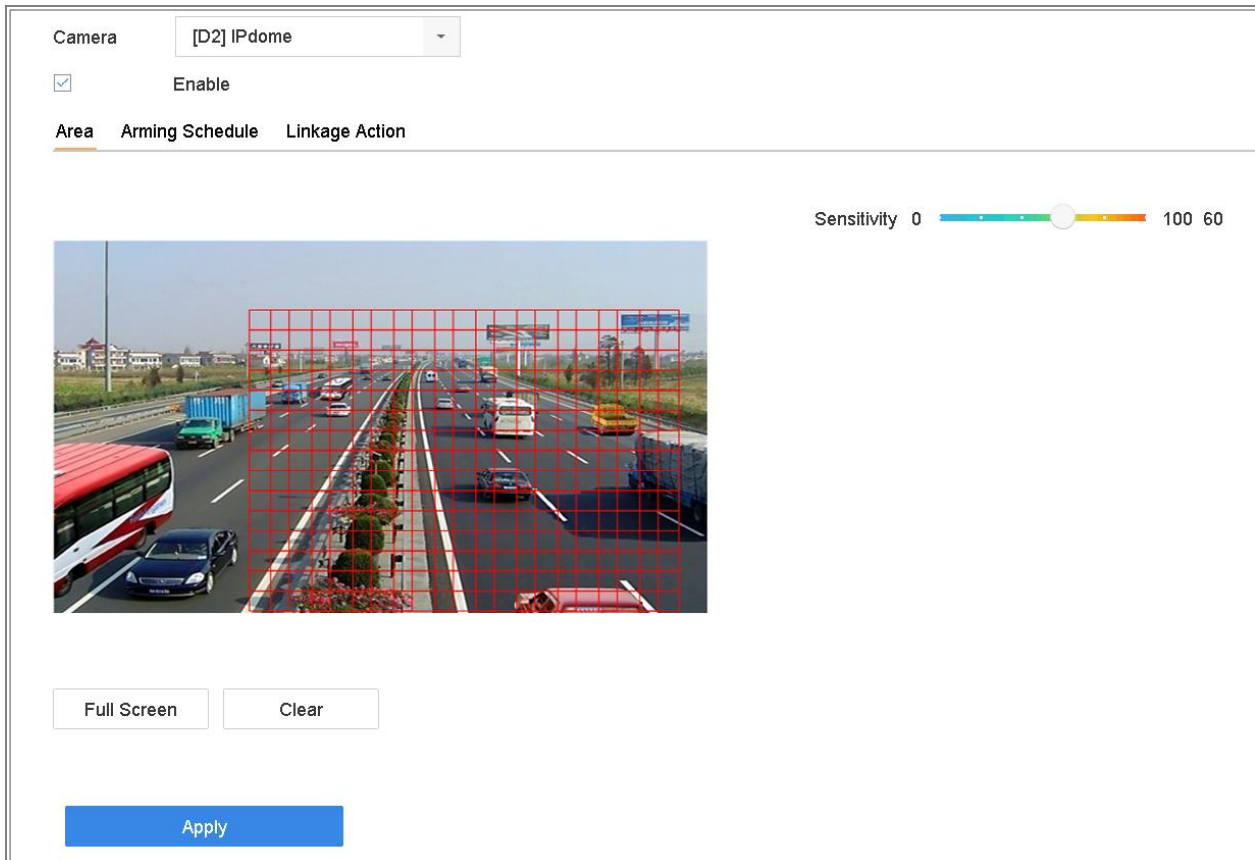 Camera [D2] IPdome
Enable
Area Arming Schedule Linkage Action
Sensitivity 0 100 60
Full Screen Clear
Apply